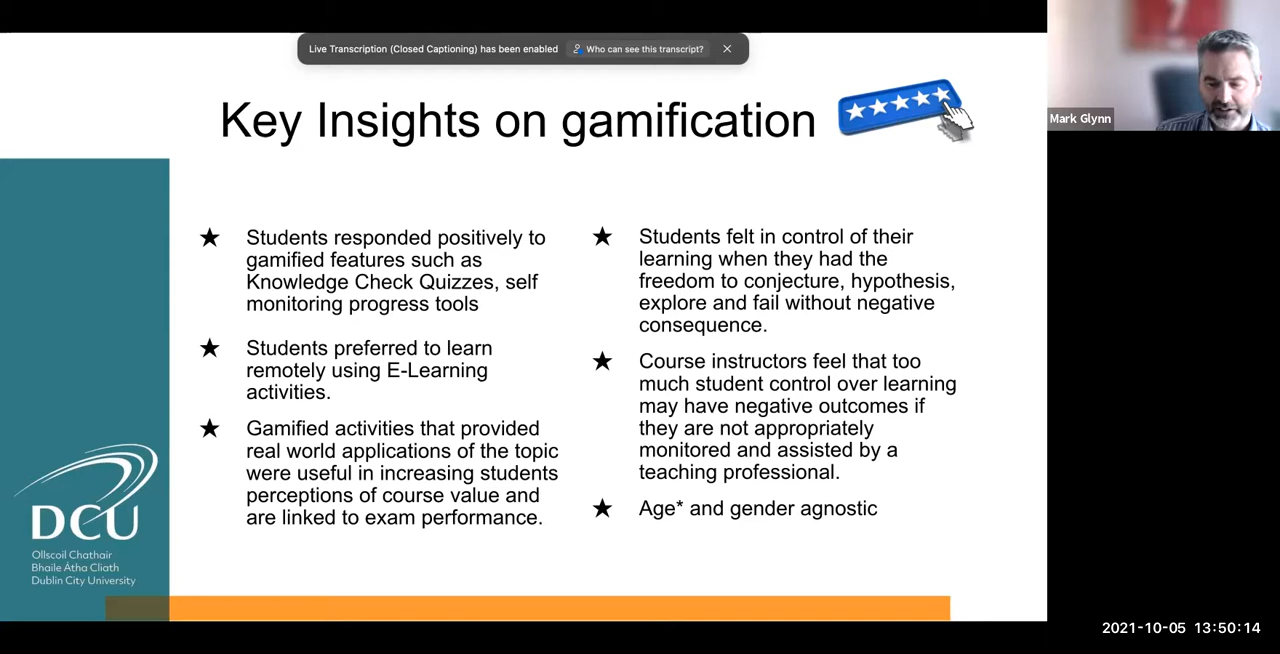 Live Transcription (Closed Captioning) has been enabled
Who can see this transcript?
Mark Glynn
Key Insights on gamification
Students responded positively to
gamified features such as
Knowledge Check Quizzes, self
monitoring progress tools
Students preferred to learn
remotely using E-Learning
activities.
Gamified activities that provided
real world applications of the topic
were useful in increasing students
perceptions of course value and
are linked to exam performance.
Students felt in control of their
learning when they had the
freedom to conjecture, hypothesis,
explore and fail without negative
consequence.
Course instructors feel that too
much student control over learning
may have negative outcomes if
they are not appropriately
monitored and assisted by a
teaching professional.
Age* and gender agnostic
DCU
Ollscoil Chathair
Bhaile Átha Cliath
Dublin City University
2021-10-05 13:50:14